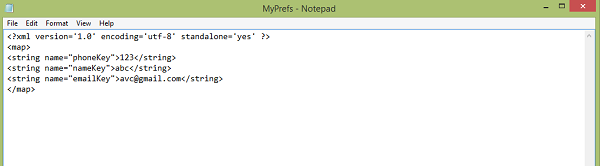 MyPrefs - Notepad
File Edit Format View Help
<?xml version='1.0' encoding='utf-8' standalone='yes' ?>
<map>
<string name="phoneKey">123</string>
<string name="nameKey">abc</string>
<string name="emailKey">avc@gmail.com</string>
</map>